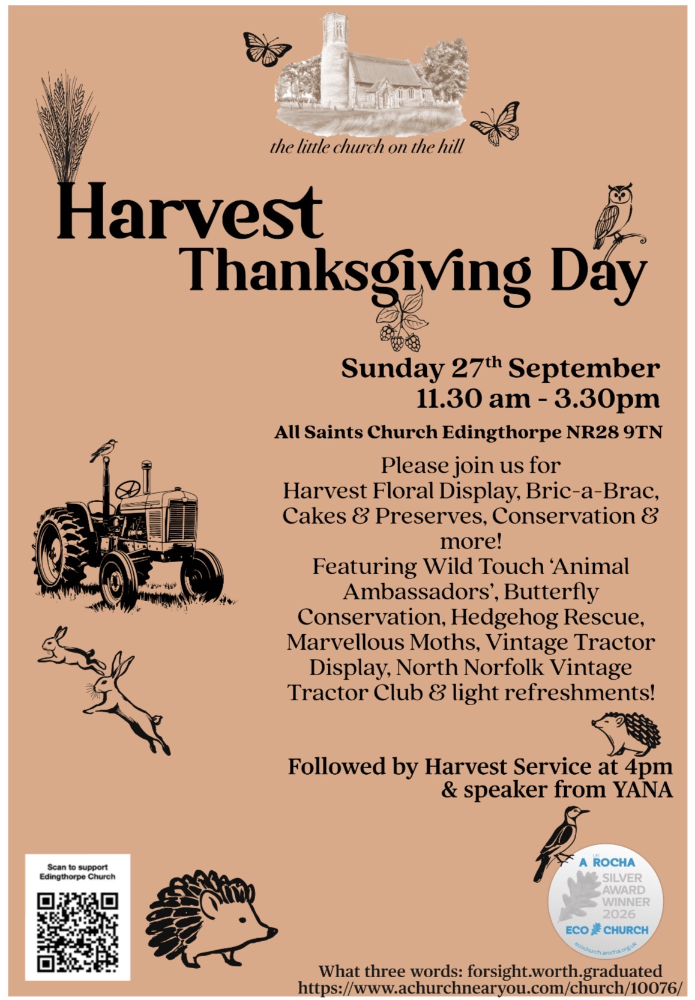 the little church on the hill
Harvest
Thanksgiving Day
Sunday 27th September
11.30 am - 3.30pm
All Saints Church Edingthorpe NR28 9TN
Please join us for
Harvest Floral Display, Bric-a-Brac,
Cakes & Preserves, Conservation &
more!
Featuring Wild Touch ‘Animal
Ambassadors’, Butterfly
Conservation, Hedgehog Rescue,
Marvellous Moths, Vintage Tractor
Display, North Norfolk Vintage
Tractor Club & light refreshments!
Followed by Harvest Service at 4pm
& speaker from YANA
Scan to support
Edingthorpe Church
UK
A ROCHA
SILVER
AWARD
WINNER
2026
ECO CHURCH
ecochurch.arocha.org.uk
What three words: forsight.worth.graduated
https://www.achurchnearyou.com/church/10076/